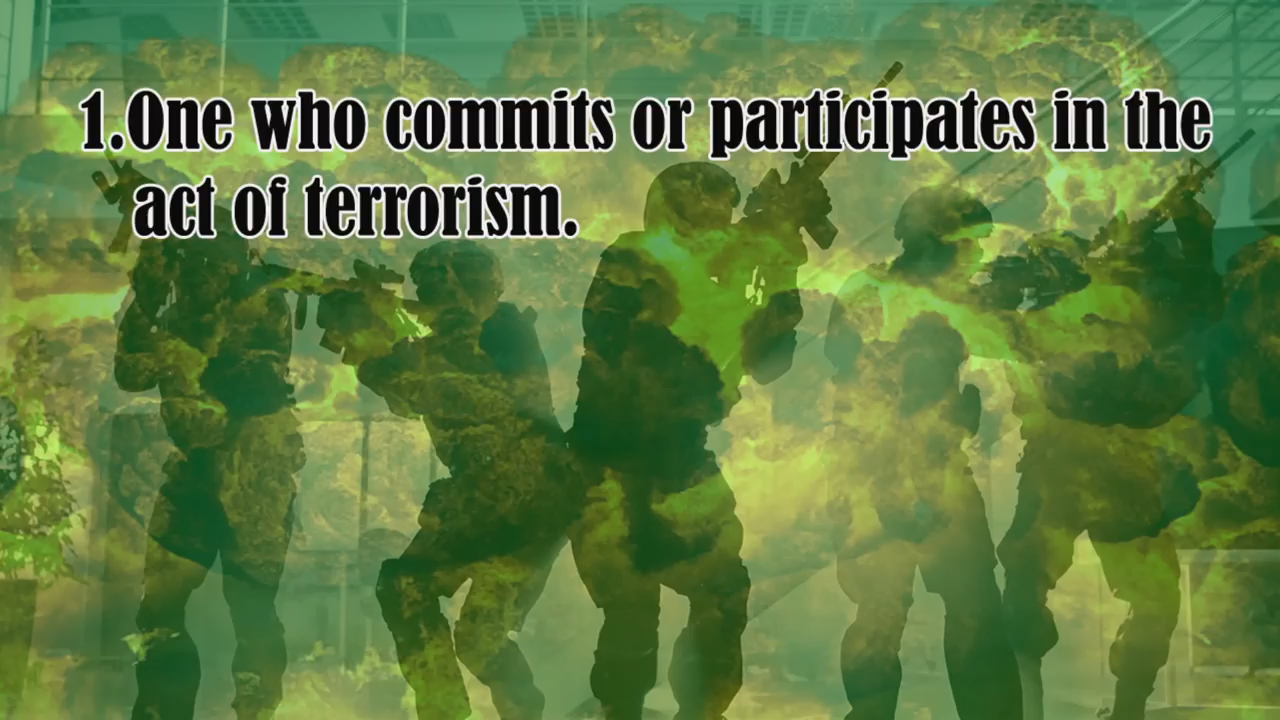 1.One who commits or participates in the
act of terrorism.